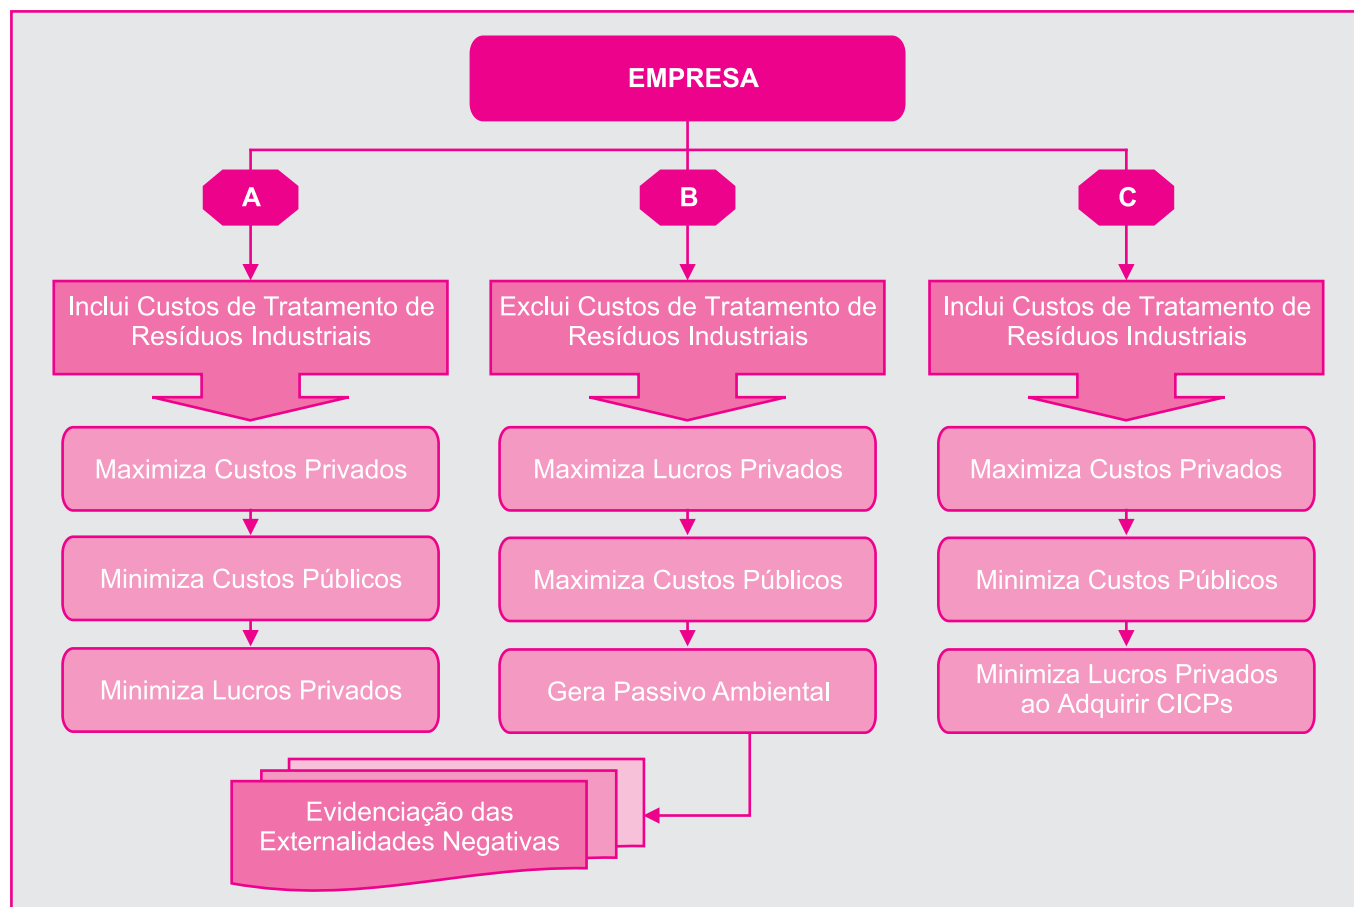 EMPRESA
A
B
C
Inclui Custos de Tratamento de
Resíduos Industriais
Exclui Custos de Tratamento de
Resíduos Industriais
Inclui Custos de Tratamento de
Resíduos Industriais
Maximiza Custos Privados
Maximiza Lucros Privados
Maximiza Custos Privados
Minimiza Custos Públicos
Maximiza Custos Públicos
Minimiza Custos Públicos
Minimiza Lucros Privados
Gera Passivo Ambiental
Minimiza Lucros Privados
ao Adquirir CICPs
Evidenciação das
Externalidades Negativas